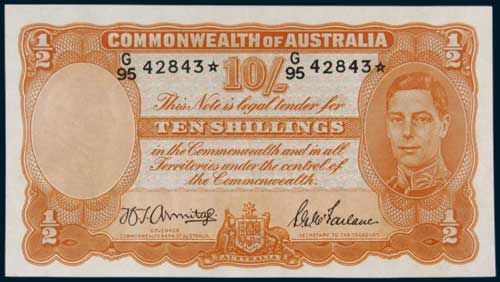 1/2 COMMONWEALTH OF AUSTRALIA 1/2
G/95 42843☆ G/95 42843☆
10/-
This Note is legal tender for
TEN SHILLINGS
in the Commonwealth and in all
Territories under the control of
the Commonwealth.
H.T. Armitage S.G. McFarlane
GOVERNOR SECRETARY TO THE TREASURY
COMMONWEALTH BANK OF AUSTRALIA
1/2 AUSTRALIA 1/2